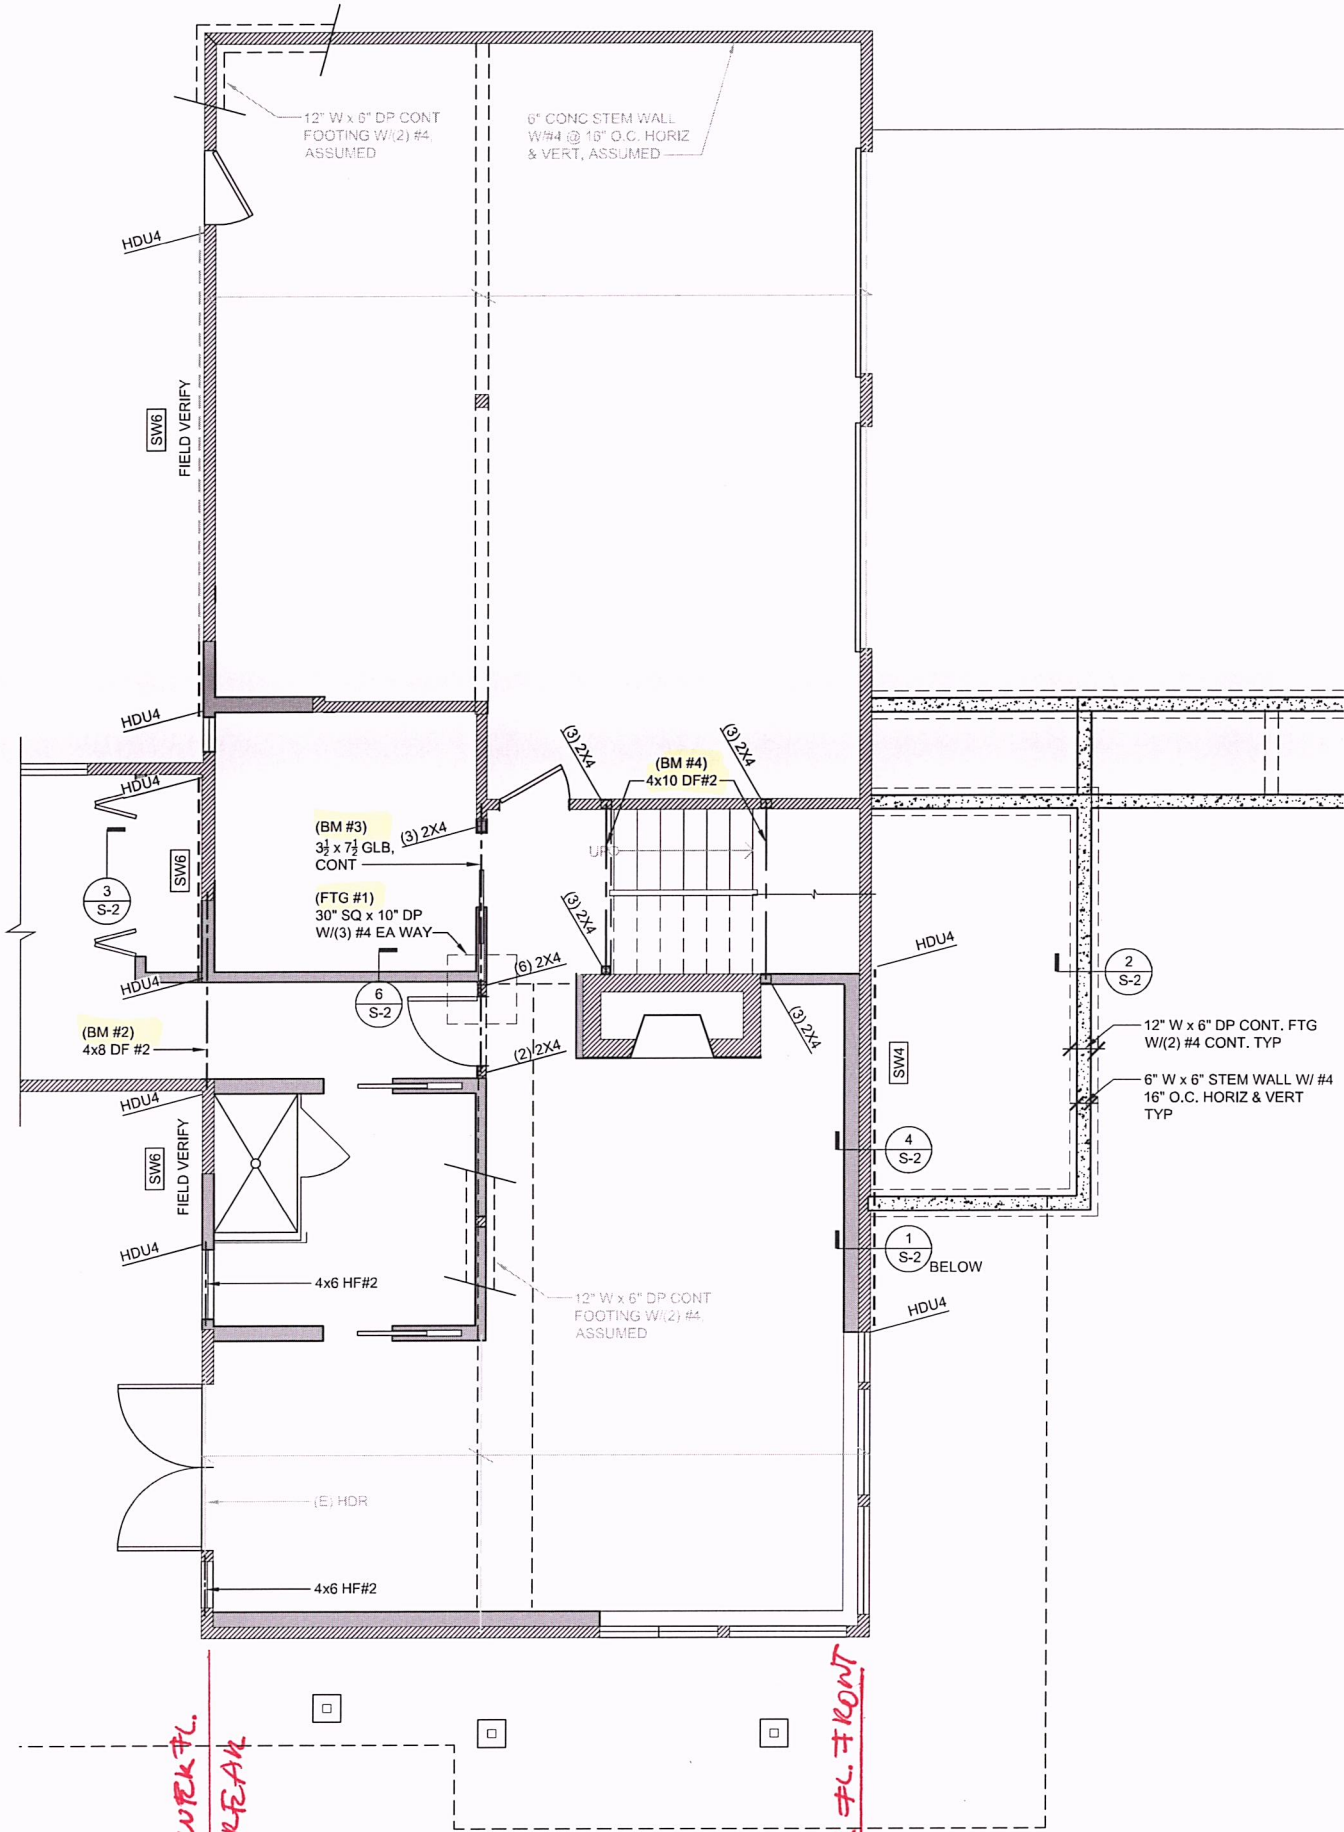 12" W x 6" DP CONT
FOOTING W/(2) #4,
ASSUMED
6" CONC STEM WALL
W/#4 @ 16" O.C. HORIZ
& VERT, ASSUMED
HDU4
SW6
FIELD VERIFY
HDU4
HDU4
SW6
3
S-2
HDU4
(BM #3)
3½ x 7½ GLB,
CONT
(3) 2X4
(FTG #1)
30" SQ x 10" DP
W/(3) #4 EA WAY
6
S-2
(3) 2X4
(BM #4)
4x10 DF#2
(3) 2X4
UP
(3) 2X4
(6) 2X4
(2) 2X4
(3) 2X4
(BM #2)
4x8 DF #2
HDU4
SW6
FIELD VERIFY
HDU4
HDU4
SW4
2
S-2
12" W x 6" DP CONT. FTG
W/(2) #4 CONT. TYP
6" W x 6" STEM WALL W/ #4
16" O.C. HORIZ & VERT
TYP
4
S-2
1
S-2
BELOW
HDU4
4x6 HF#2
12" W x 6" DP CONT
FOOTING W/(2) #4,
ASSUMED
(E) HDR
4x6 HF#2
FL.
REAR
FL. FRONT